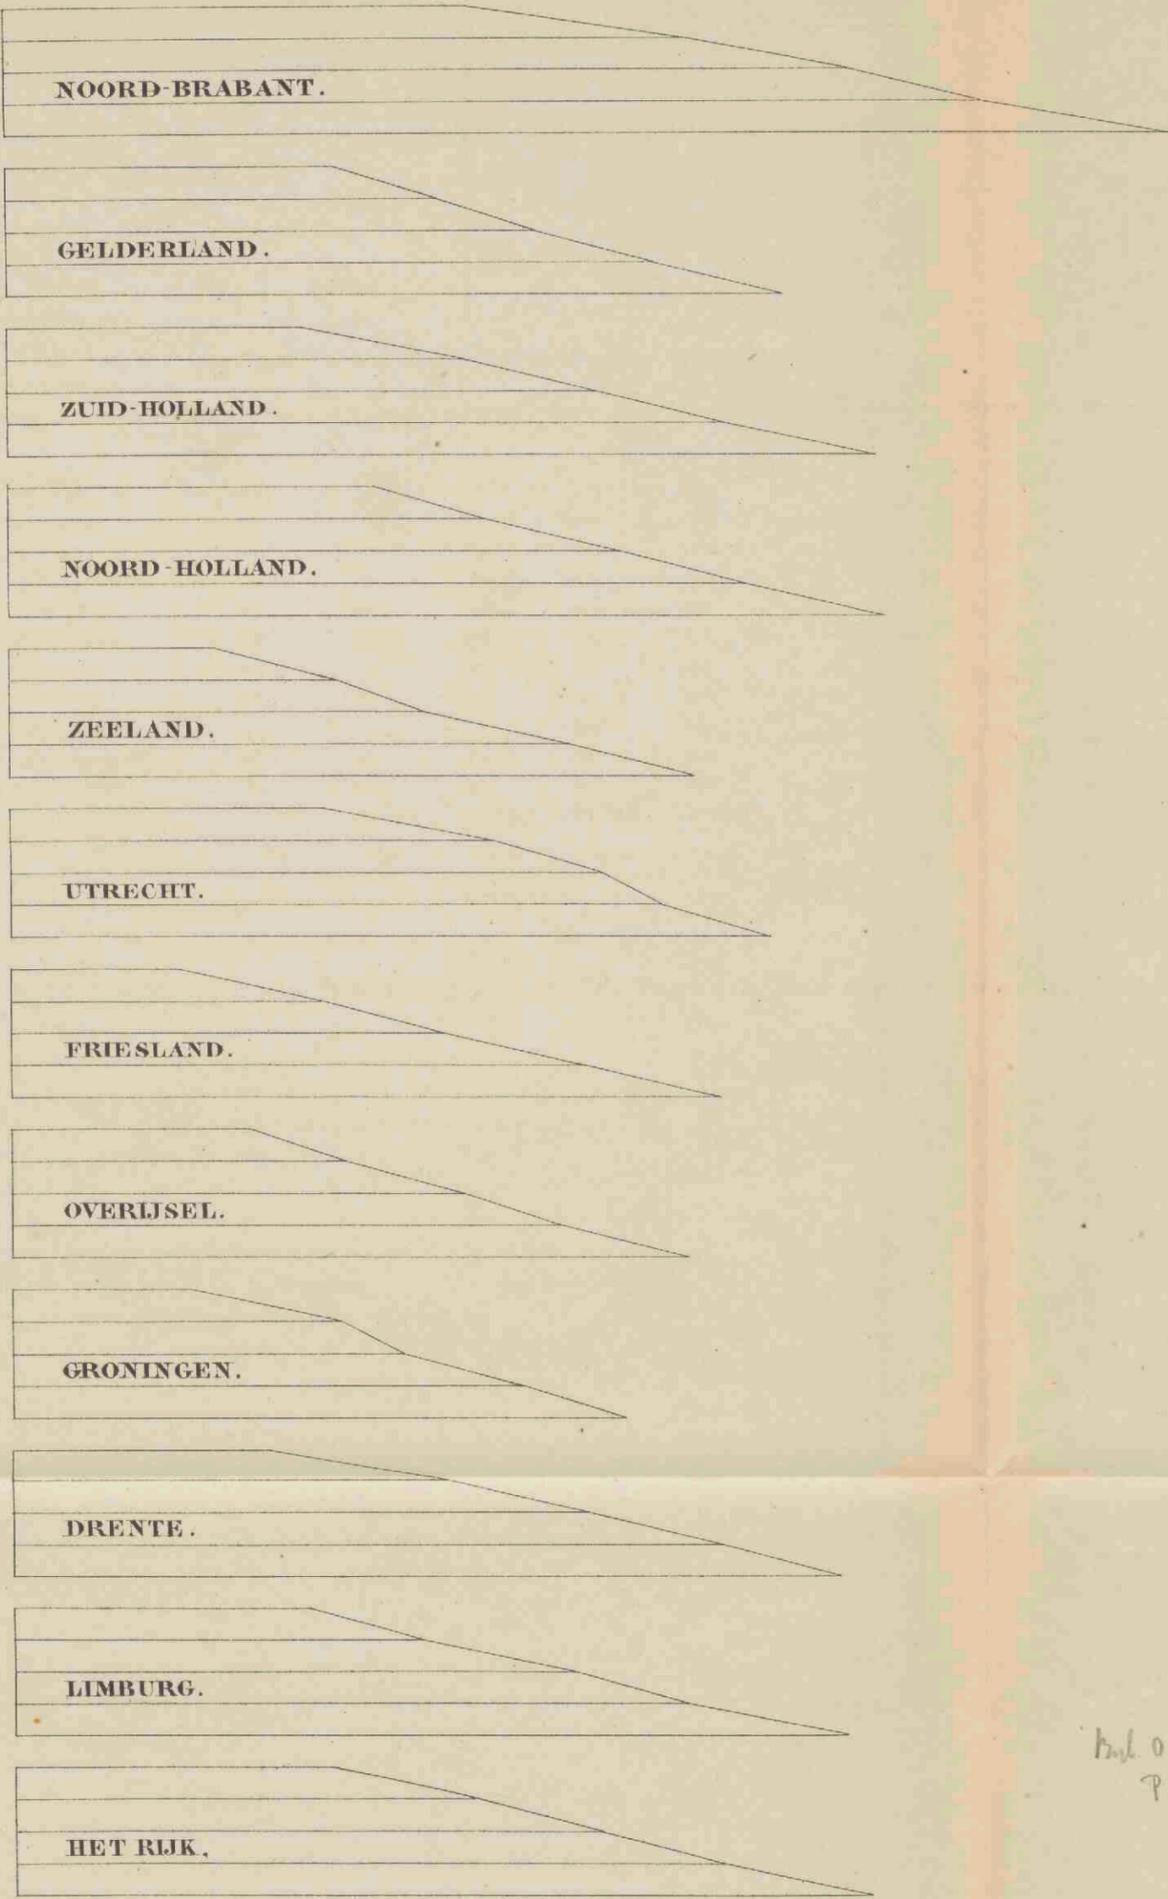 NOORD-BRABANT.
GELDERLAND.
ZUID-HOLLAND.
NOORD-HOLLAND.
ZEELAND.
UTRECHT.
FRIESLAND.
OVERIJSEL.
GRONINGEN.
DRENTE.
LIMBURG.
HET RIJK.